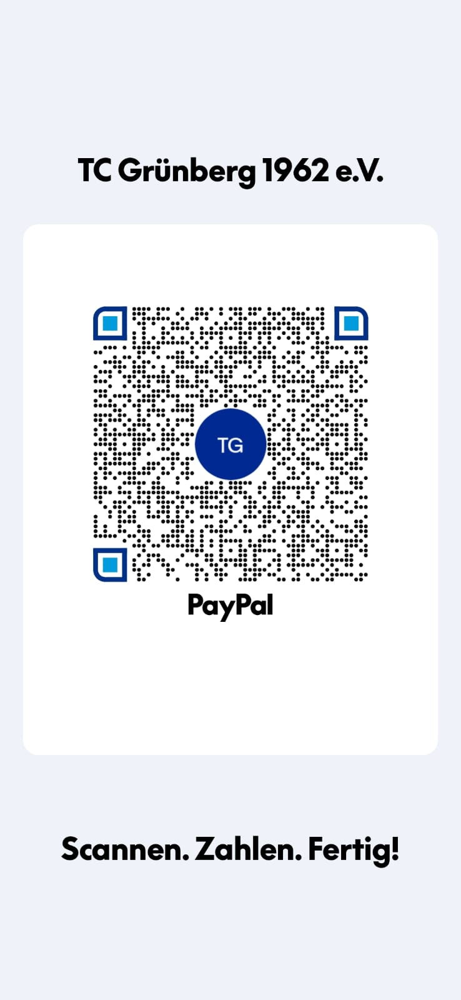 TC Grünberg 1962 e.V.
TG
PayPal
Scannen. Zahlen. Fertig!